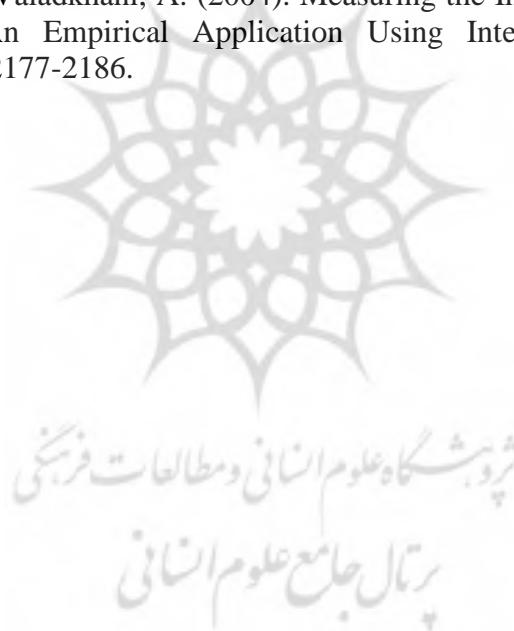 Valadkhani, A. (2004). Measuring the
n Empirical Application Using Inte
2177-2186.
پژوهشگاه علوم انسانی و مطالعات فرهنگی
پرتال جامع علوم انسانی